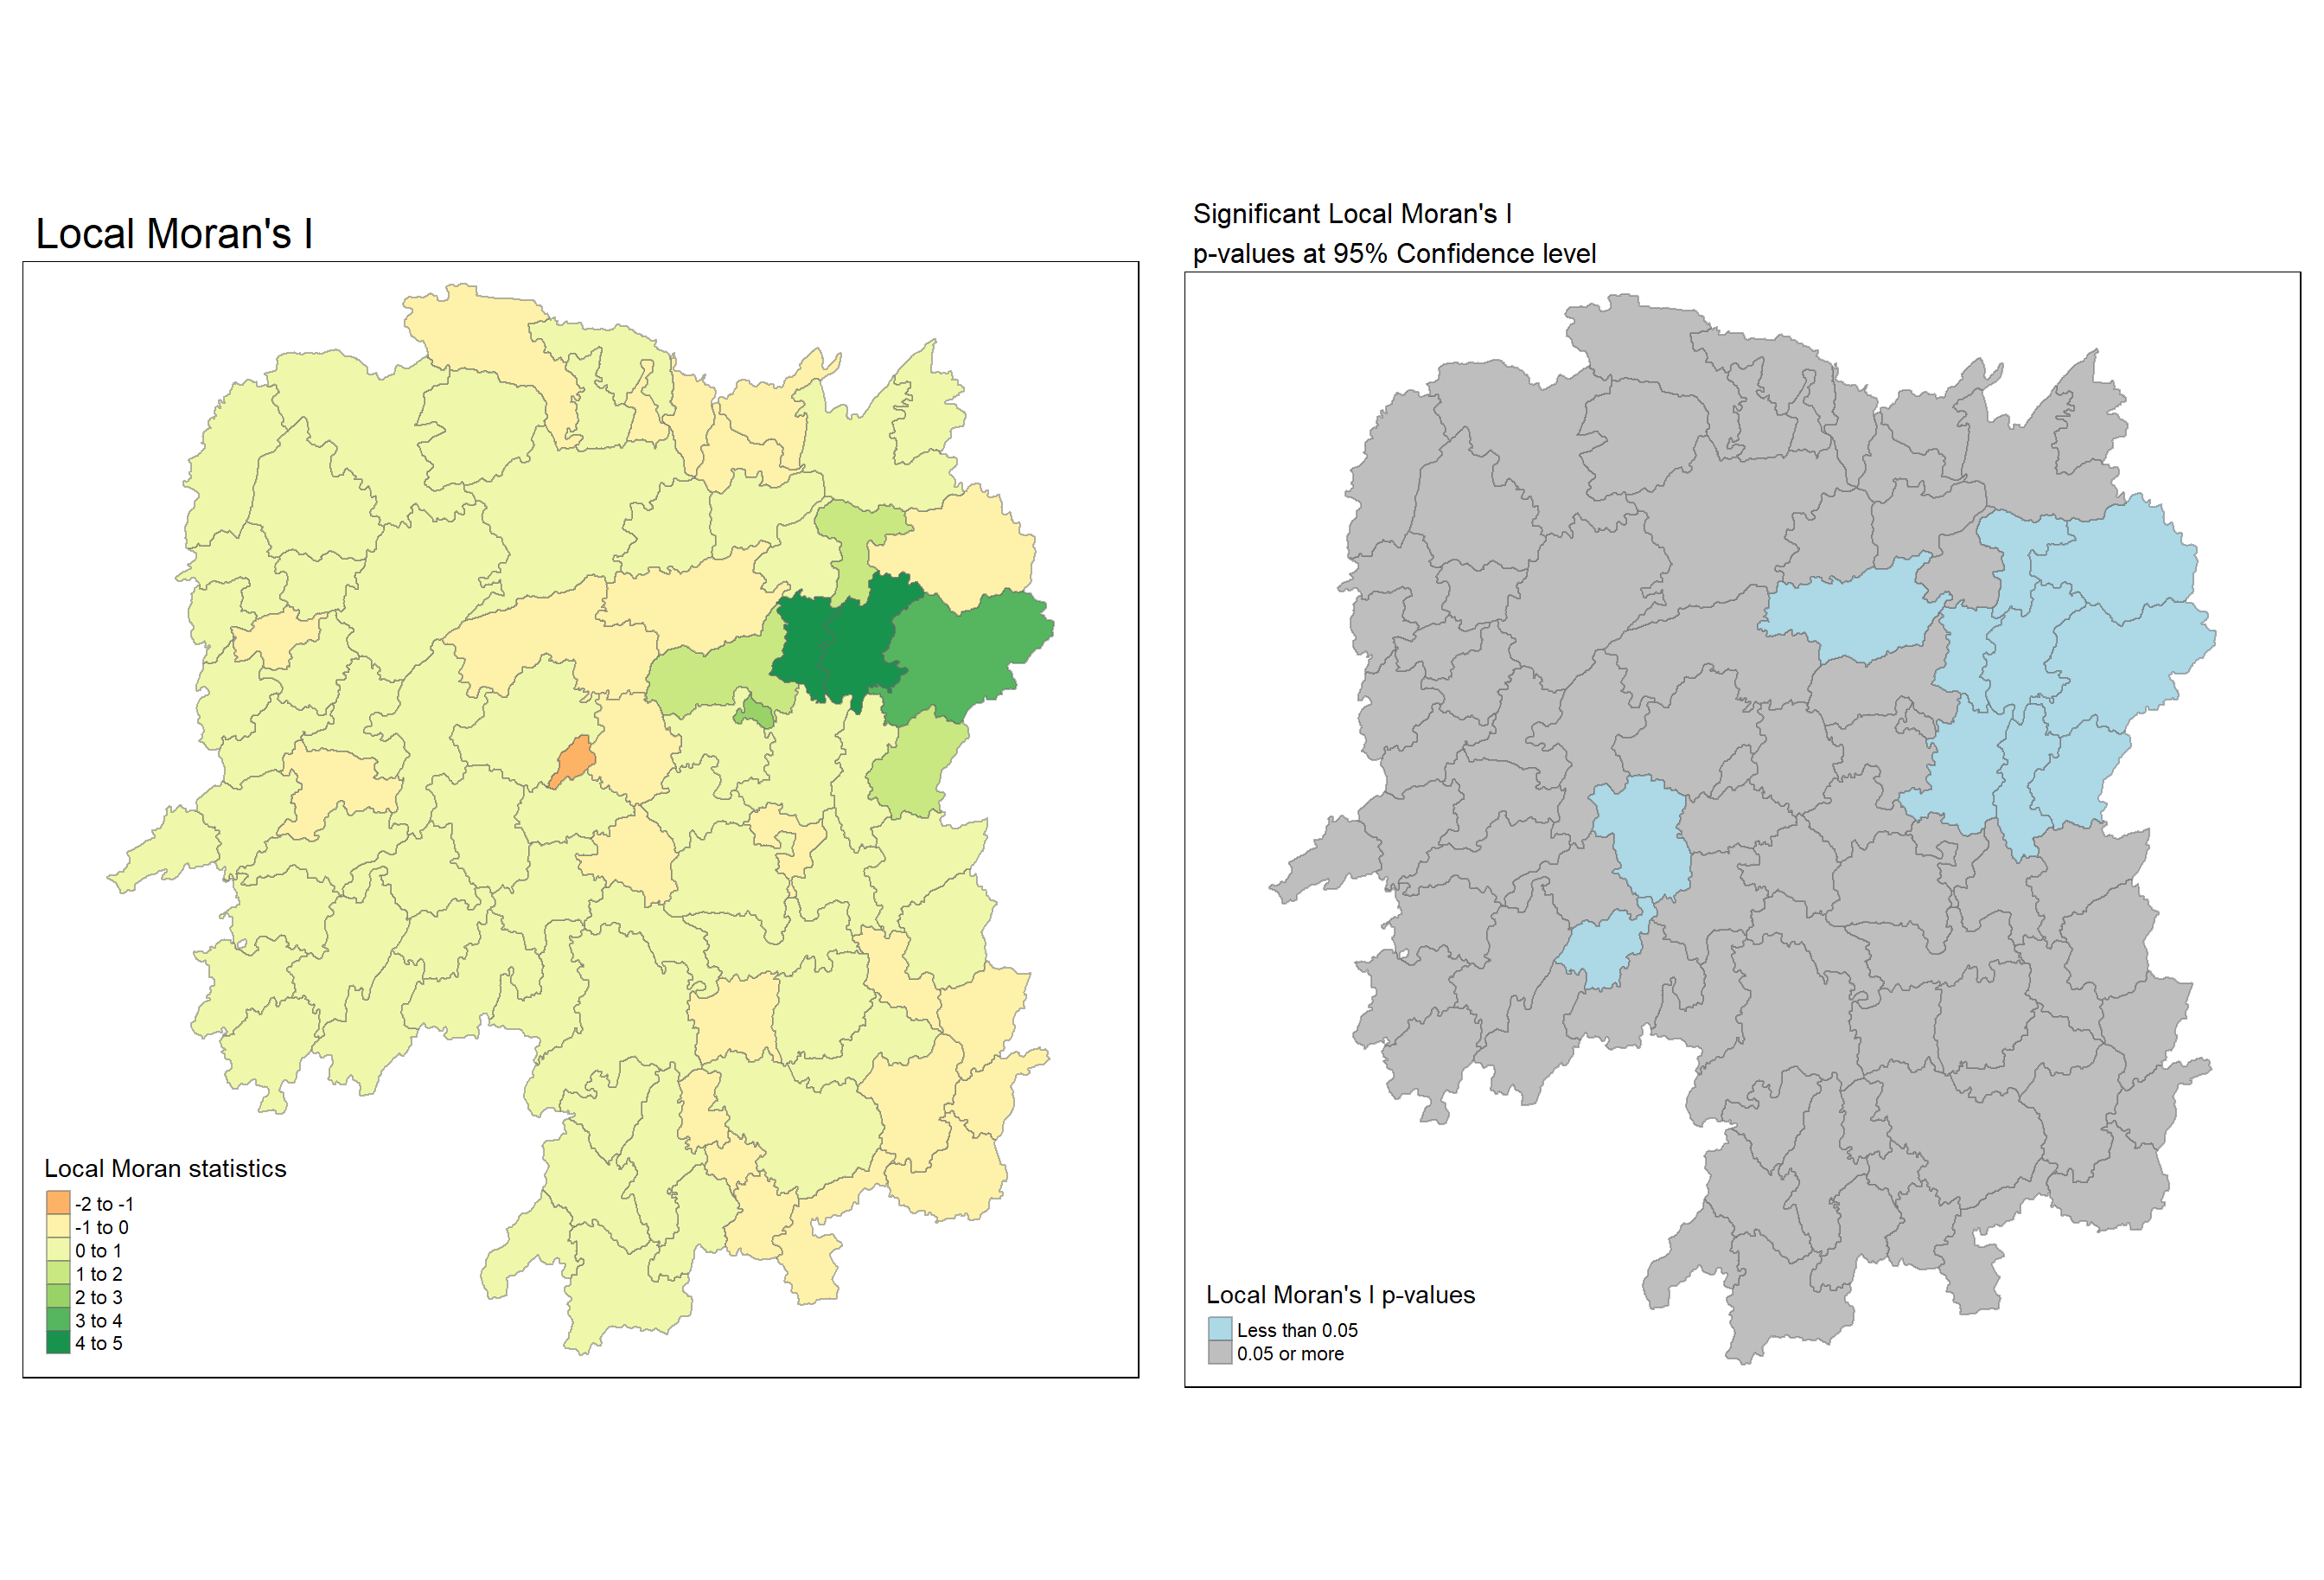 Local Moran's I
Local Moran statistics
-2 to -1
-1 to 0
0 to 1
1 to 2
2 to 3
3 to 4
4 to 5
Significant Local Moran's I
p-values at 95% Confidence level
Local Moran's I p-values
Less than 0.05
0.05 or more